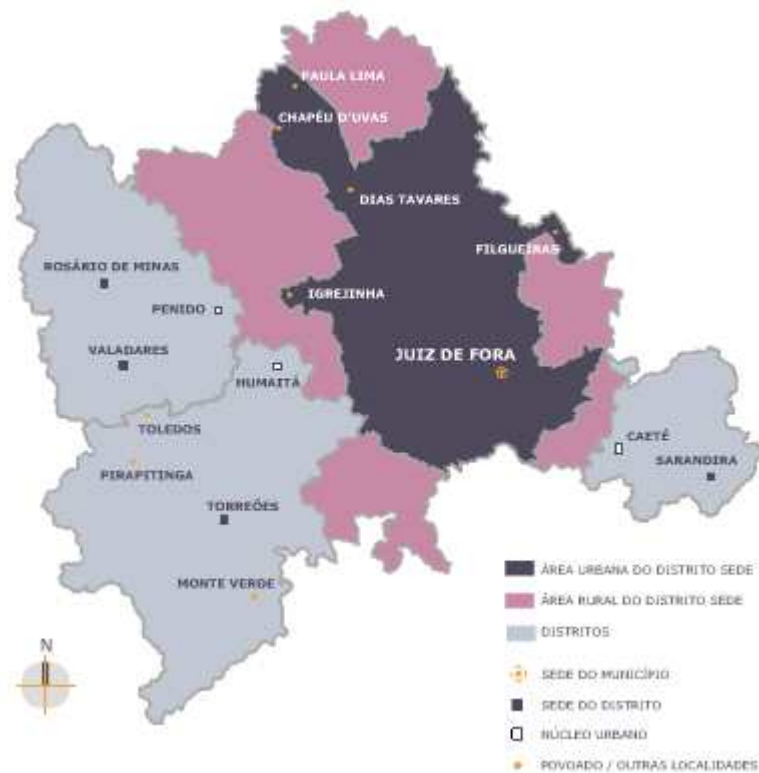 PAULA LIMA
CHAPÉU D'UVAS
DIAS TAVARES
FILGUEIRAS
ROSÁRIO DE MINAS
IGREJINHA
PENIDO
VALADARES
JUIZ DE FORA
HUMAITÁ
TOLEDOS
CAETÉ
PIRAPITINGA
SARANDIRA
TORREÕES
MONTE VERDE
ÁREA URBANA DO DISTRITO SEDE
ÁREA RURAL DO DISTRITO SEDE
DISTRITOS
N
SEDE DO MUNICÍPIO
SEDE DO DISTRITO
NÚCLEO URBANO
POVOADO / OUTRAS LOCALIDADES